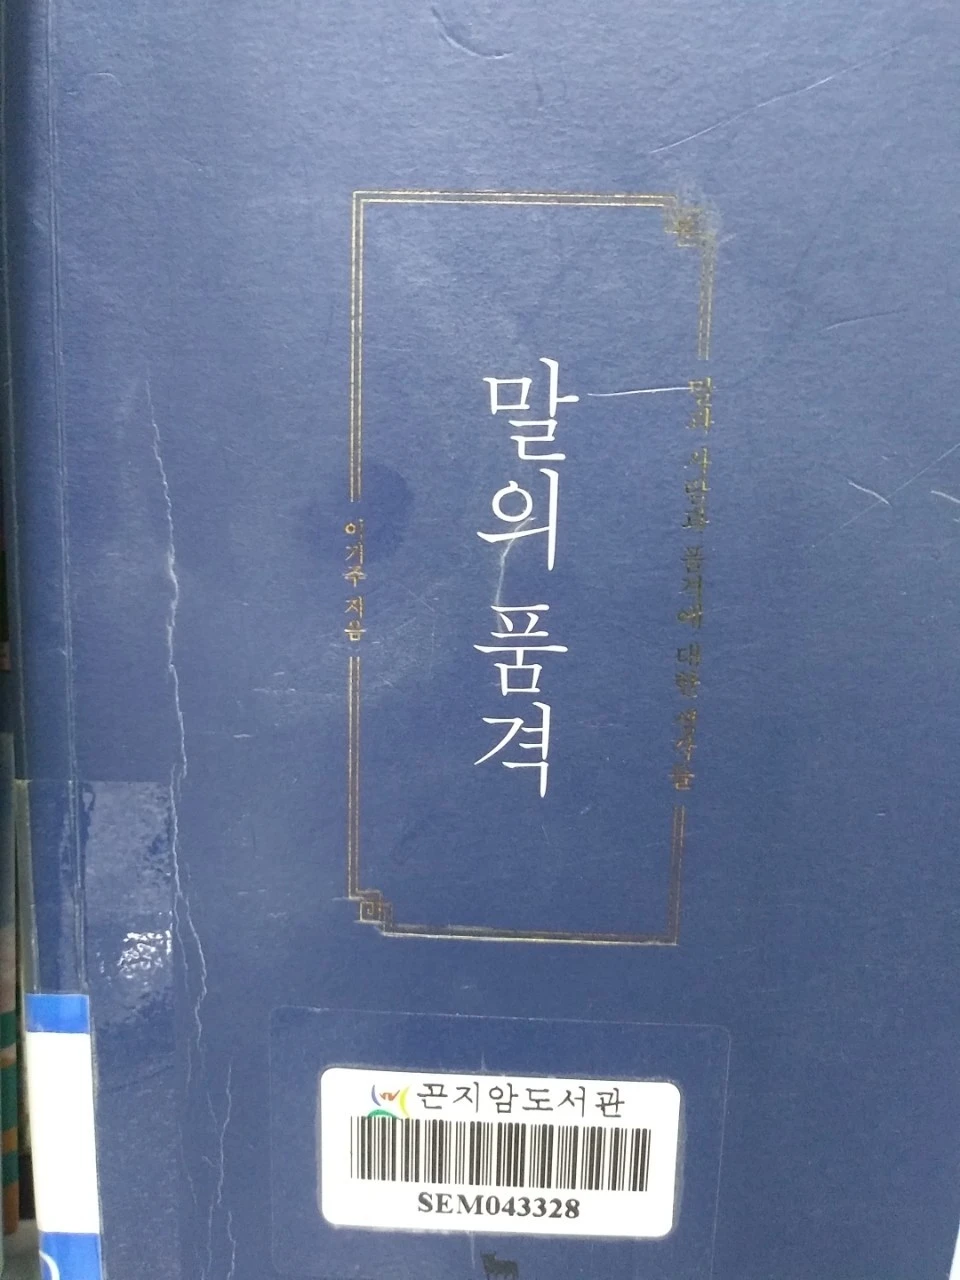 말과 사람과 품격에 대한 생각들
말의 품격
이기주 지음
곤지암도서관
SEM043328